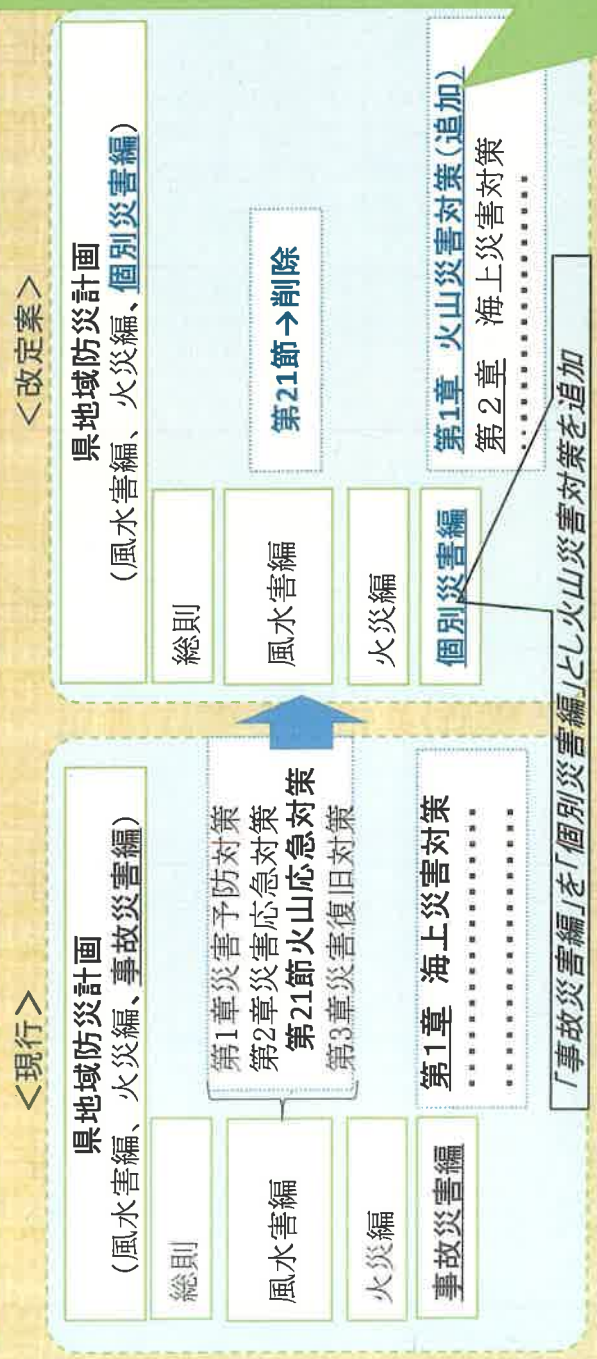 <現行>
県地域防災計画
(風水害編、火災編、事故災害編)
総則
風水害編
第1章災害予防対策
第2章災害応急対策
第21節火山応急対策
第3章災害復旧対策
火災編
事故災害編
第1章 海上災害対策
<改定案>
県地域防災計画
(風水害編、火災編、個別災害編)
総則
風水害編
第21節→削除
火災編
個別災害編
第1章 火山災害対策(追加)
第2章 海上災害対策
「事故災害編」を「個別災害編」とし火山災害対策を追加